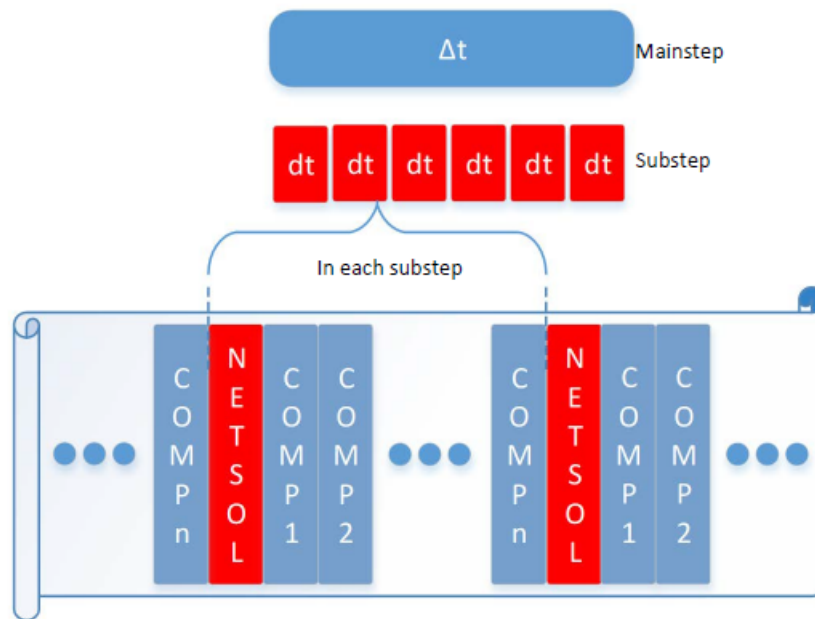 Δt
Mainstep
dt dt dt dt dt dt
Substep
In each substep
COMPn NETSOL COMP1 COMP2 COMPn NETSOL COMP1 COMP2